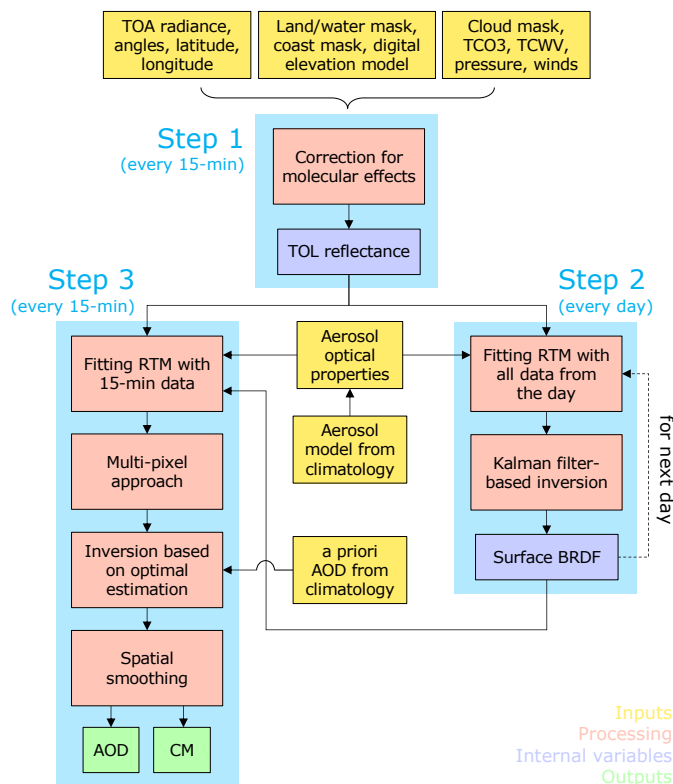 TOA radiance,
angles, latitude,
longitude
Land/water mask,
coast mask, digital
elevation model
Cloud mask,
TCO3, TCWV,
pressure, winds
Step 1
(every 15-min)
Correction for
molecular effects
TOL reflectance
Step 3
(every 15-min)
Step 2
(every day)
Fitting RTM with
15-min data
Aerosol
optical
properties
Fitting RTM with
all data from
the day
Aerosol
model from
climatology
for next day
Multi-pixel
approach
Kalman filter-
based inversion
Inversion based
on optimal
estimation
a priori
AOD from
climatology
Surface BRDF
Spatial
smoothing
AOD
CM
Inputs
Processing
Internal variables
Outputs